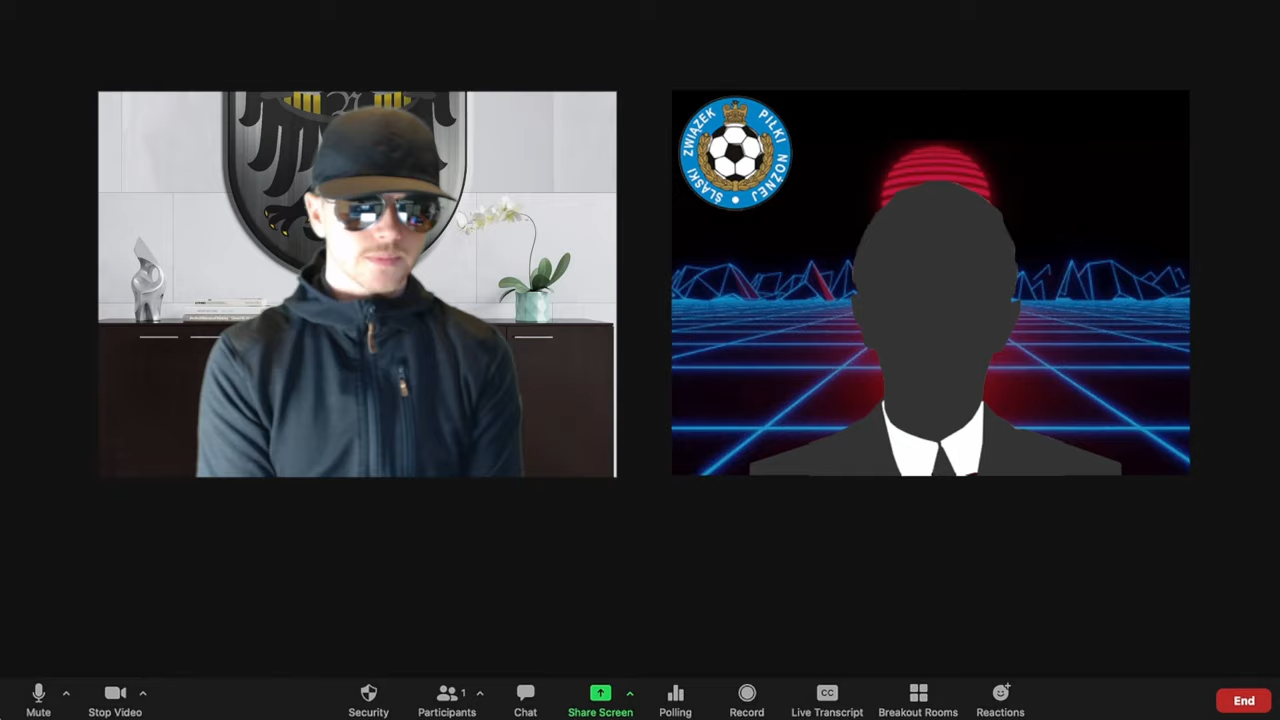 ŚLĄSKI ZWIĄZEK PIŁKI NOŻNEJ
Mute
Stop Video
Security
Participants
1
Chat
Share Screen
Polling
Record
CC
Live Transcript
Breakout Rooms
Reactions
End